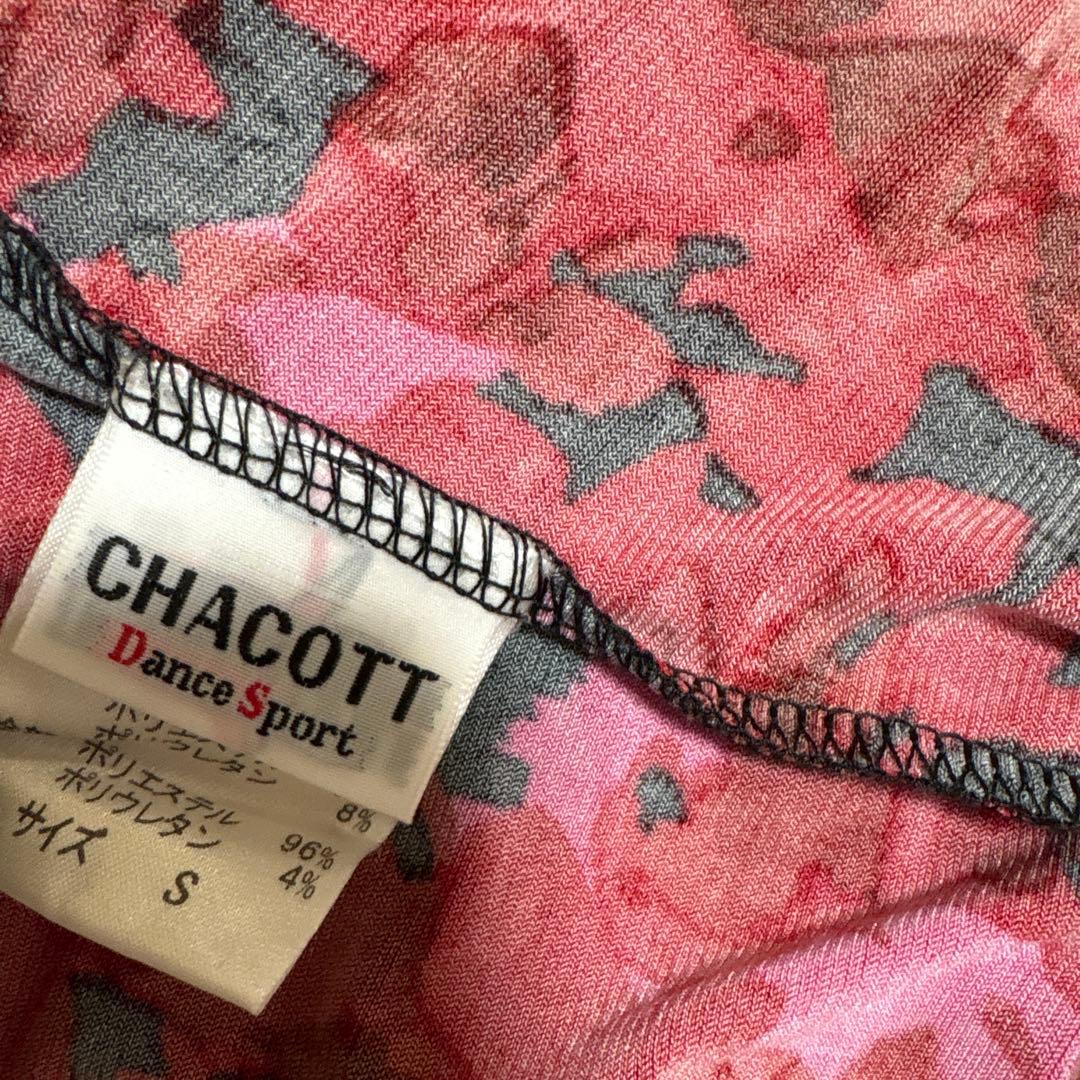 CHACOTT
Dance Sport
ポリウレタン 8%
ポリエステル 96%
ポリウレタン 4%
サイズ S